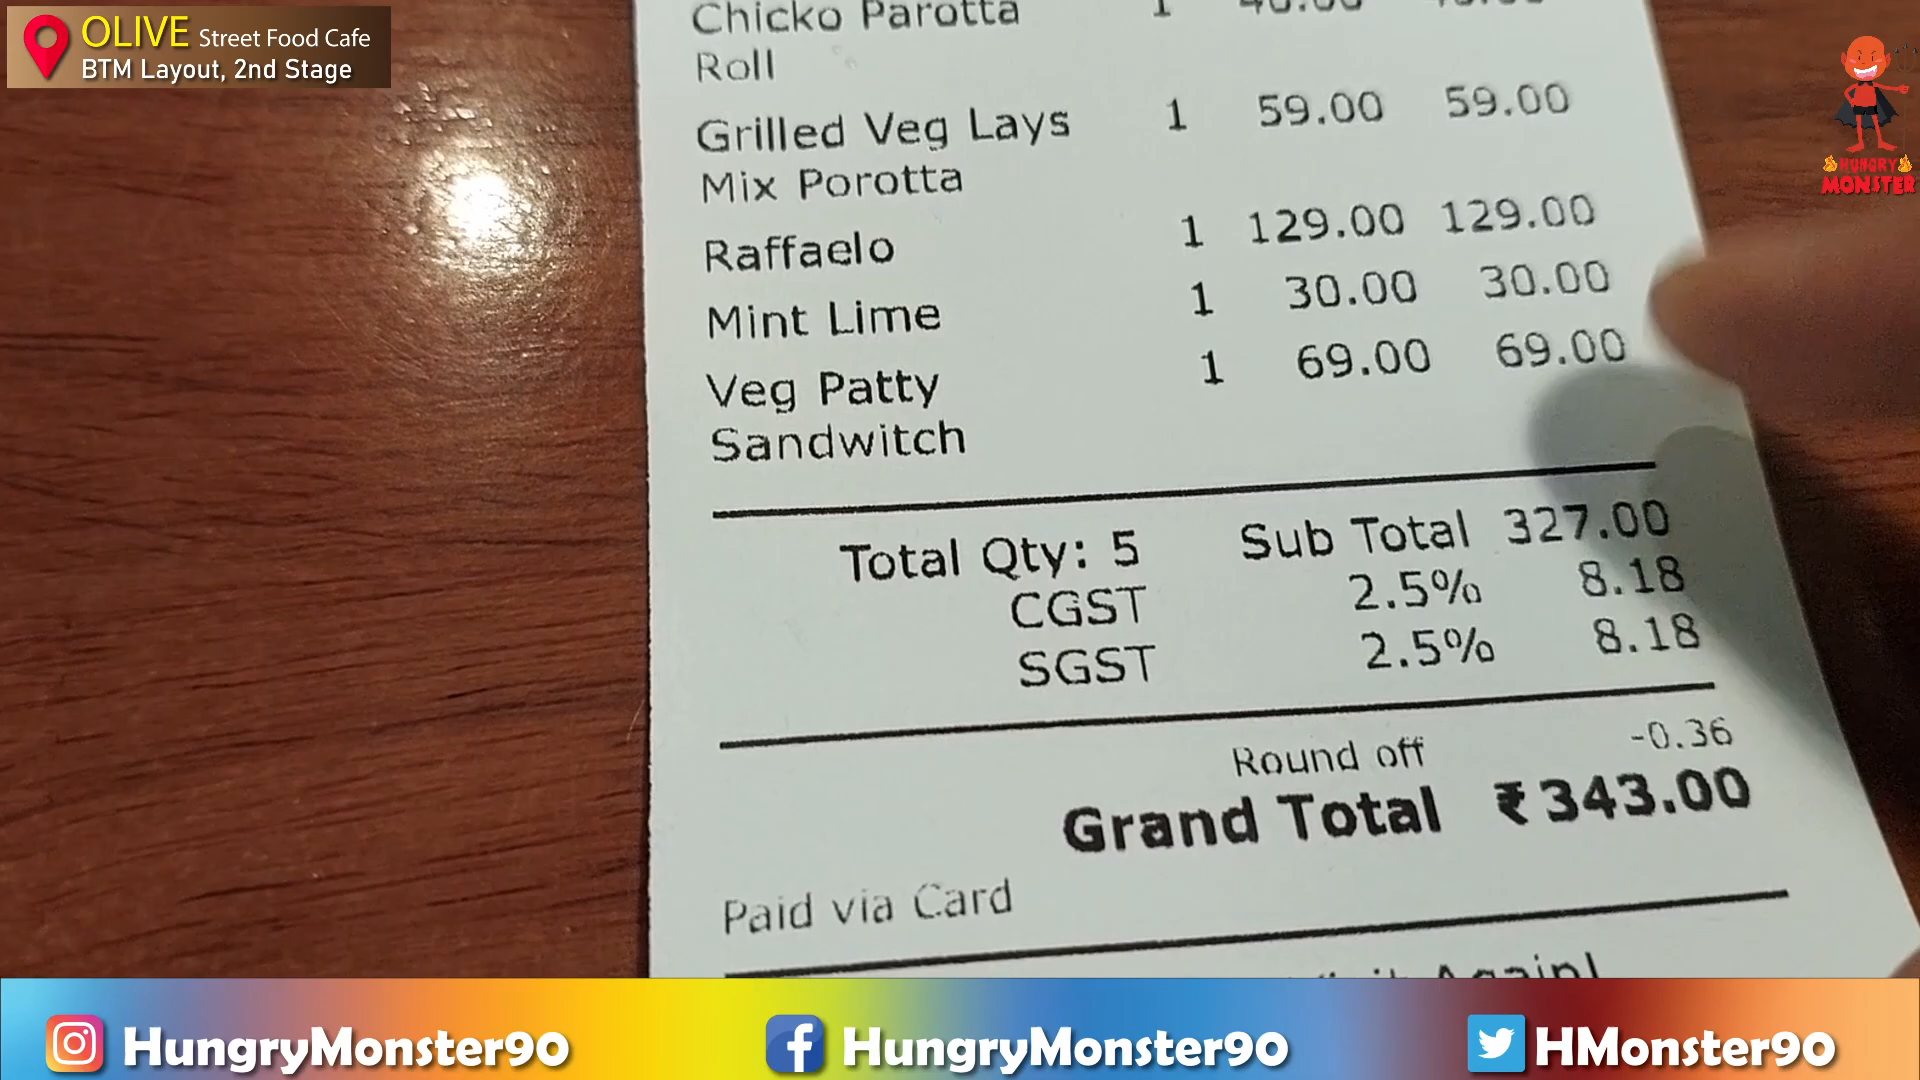 OLIVE Street Food Cafe
BTM Layout, 2nd Stage
HUNGRY
MONSTER
Chicko Parotta 1
Roll
Grilled Veg Lays 1 59.00 59.00
Mix Porotta
Raffaelo 1 129.00 129.00
Mint Lime 1 30.00 30.00
Veg Patty 1 69.00 69.00
Sandwitch
Total Qty: 5 Sub Total 327.00
CGST 2.5% 8.18
SGST 2.5% 8.18
Round off -0.36
Grand Total ₹343.00
Paid via Card
Again!
HungryMonster90 HungryMonster90 HMonster90